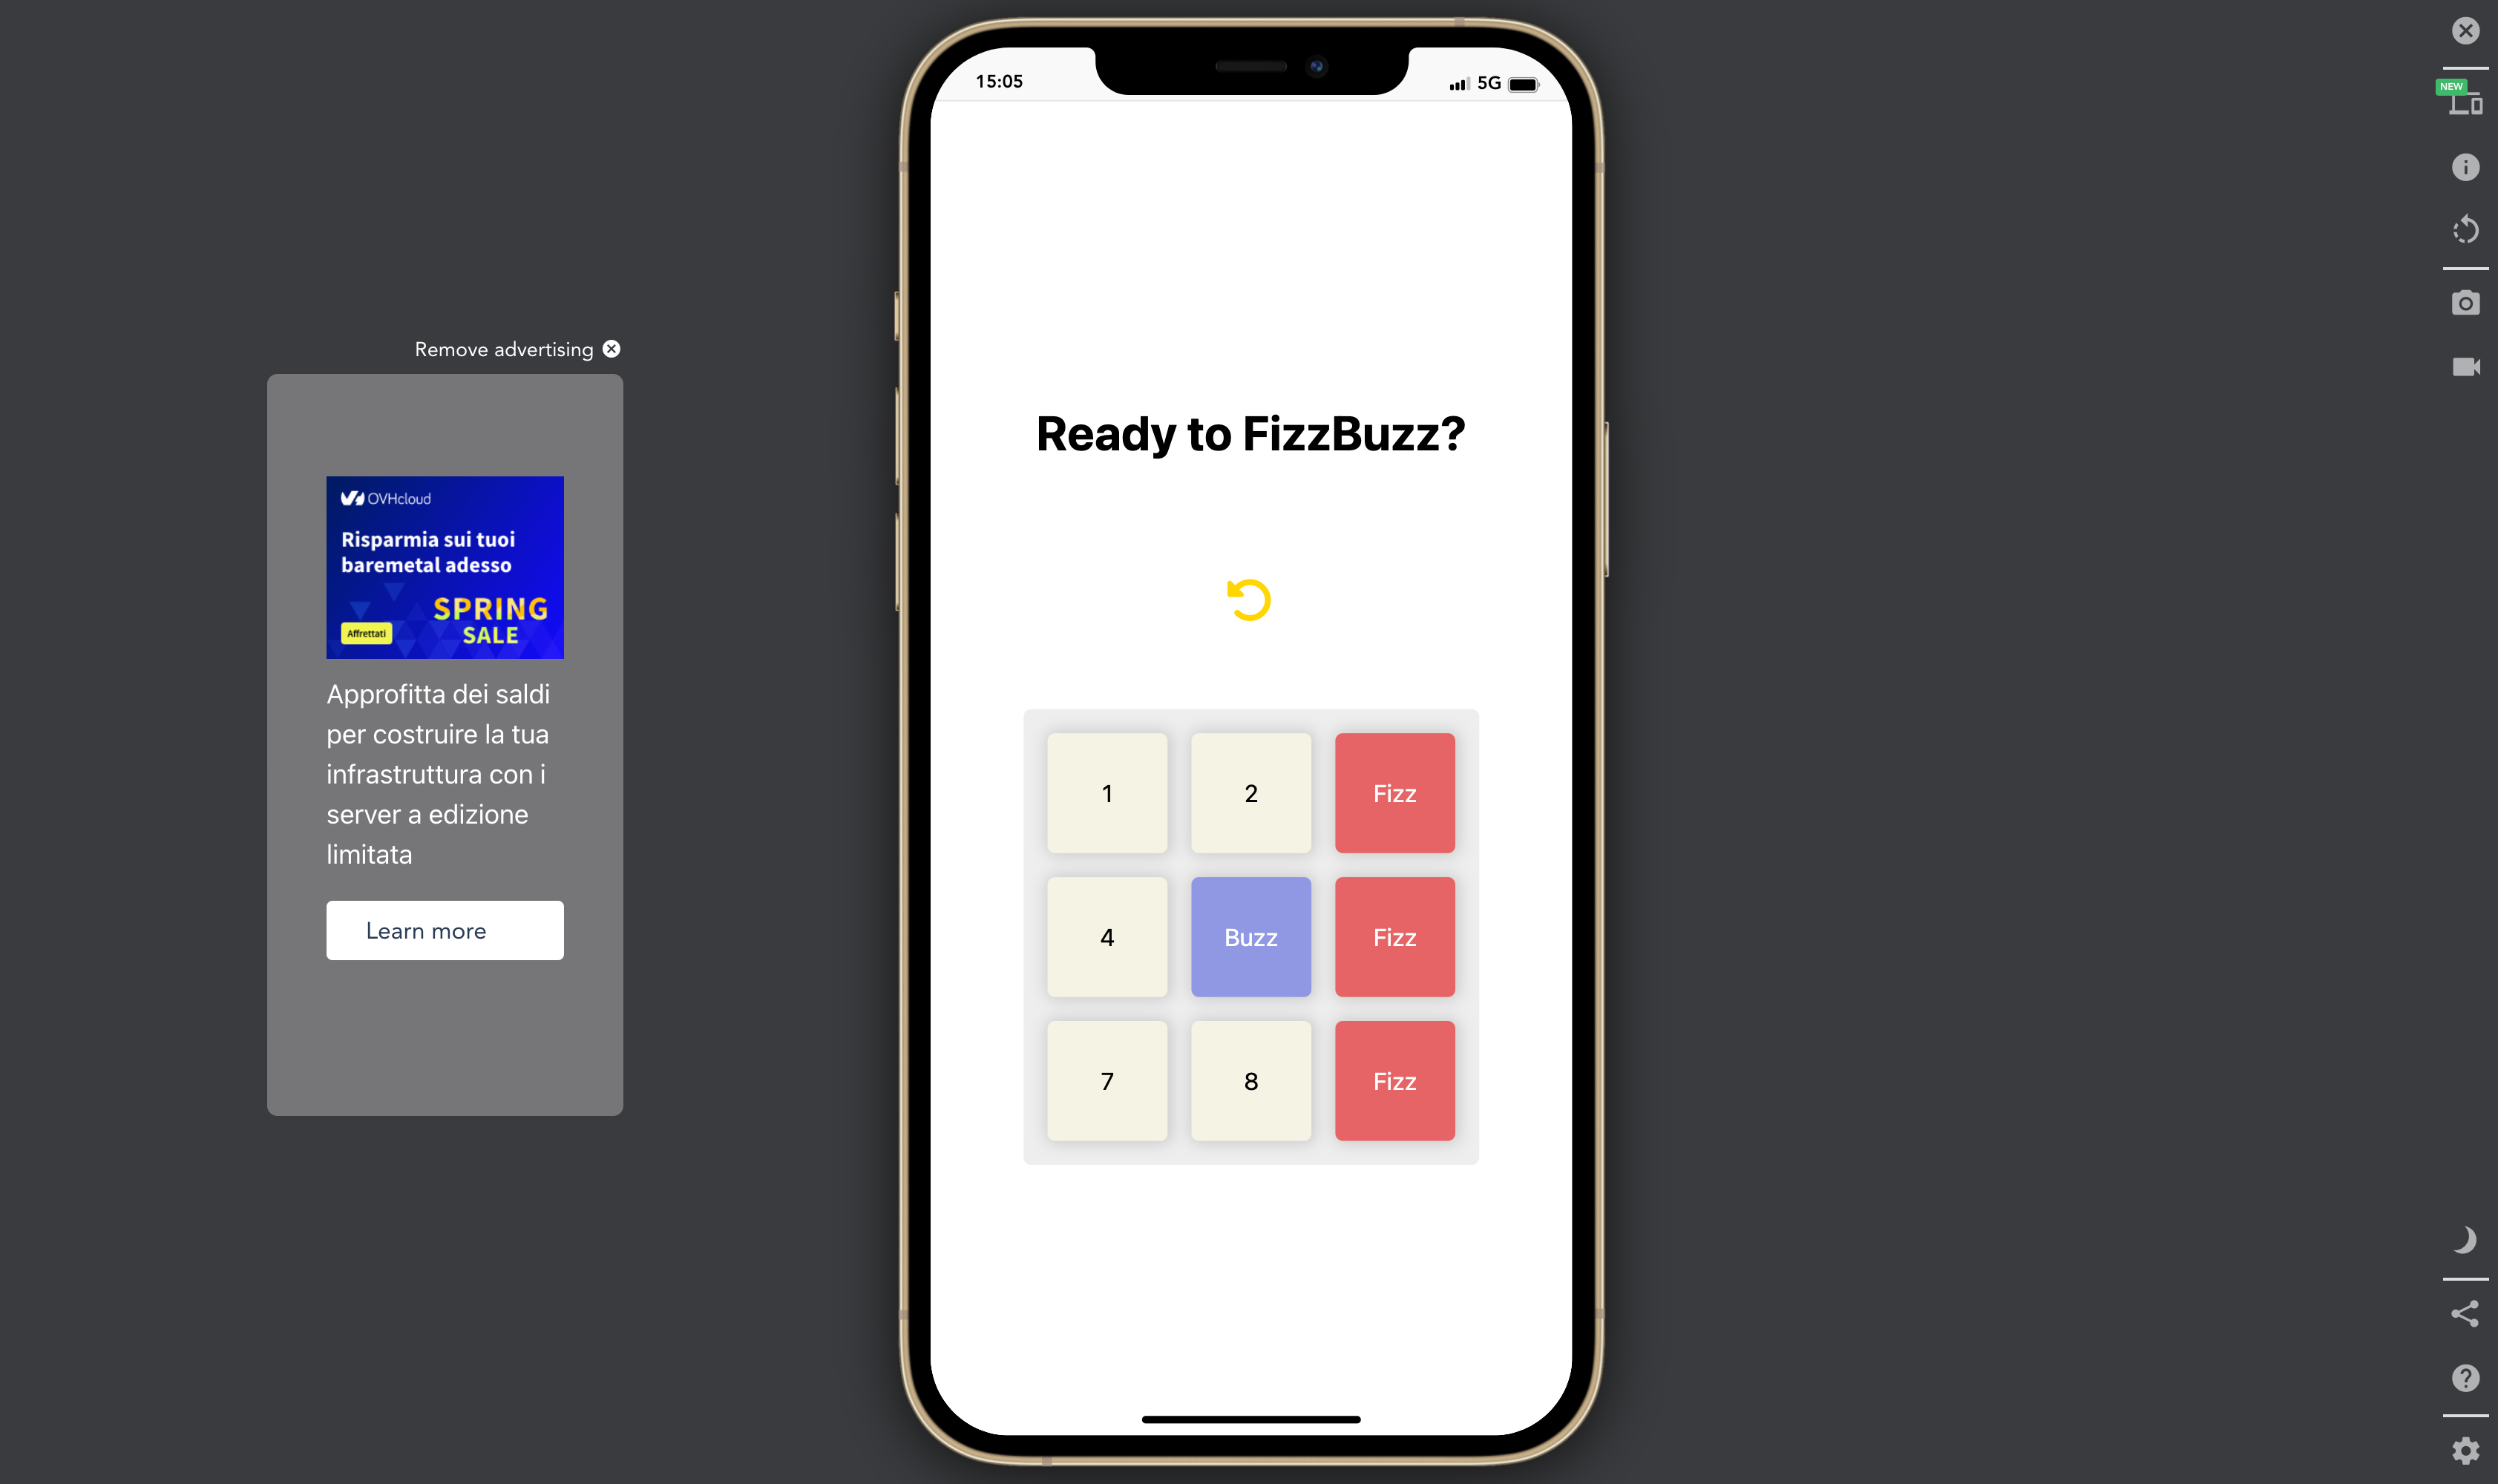 15:05
5G
NEW
Remove advertising
OVHcloud
Risparmia sui tuoi
baremetal adesso
SPRING
SALE
Affrettati
Approfitta dei saldi
per costruire la tua
infrastruttura con i
server a edizione
limitata
Learn more
Ready to FizzBuzz?
1
2
Fizz
4
Buzz
Fizz
7
8
Fizz